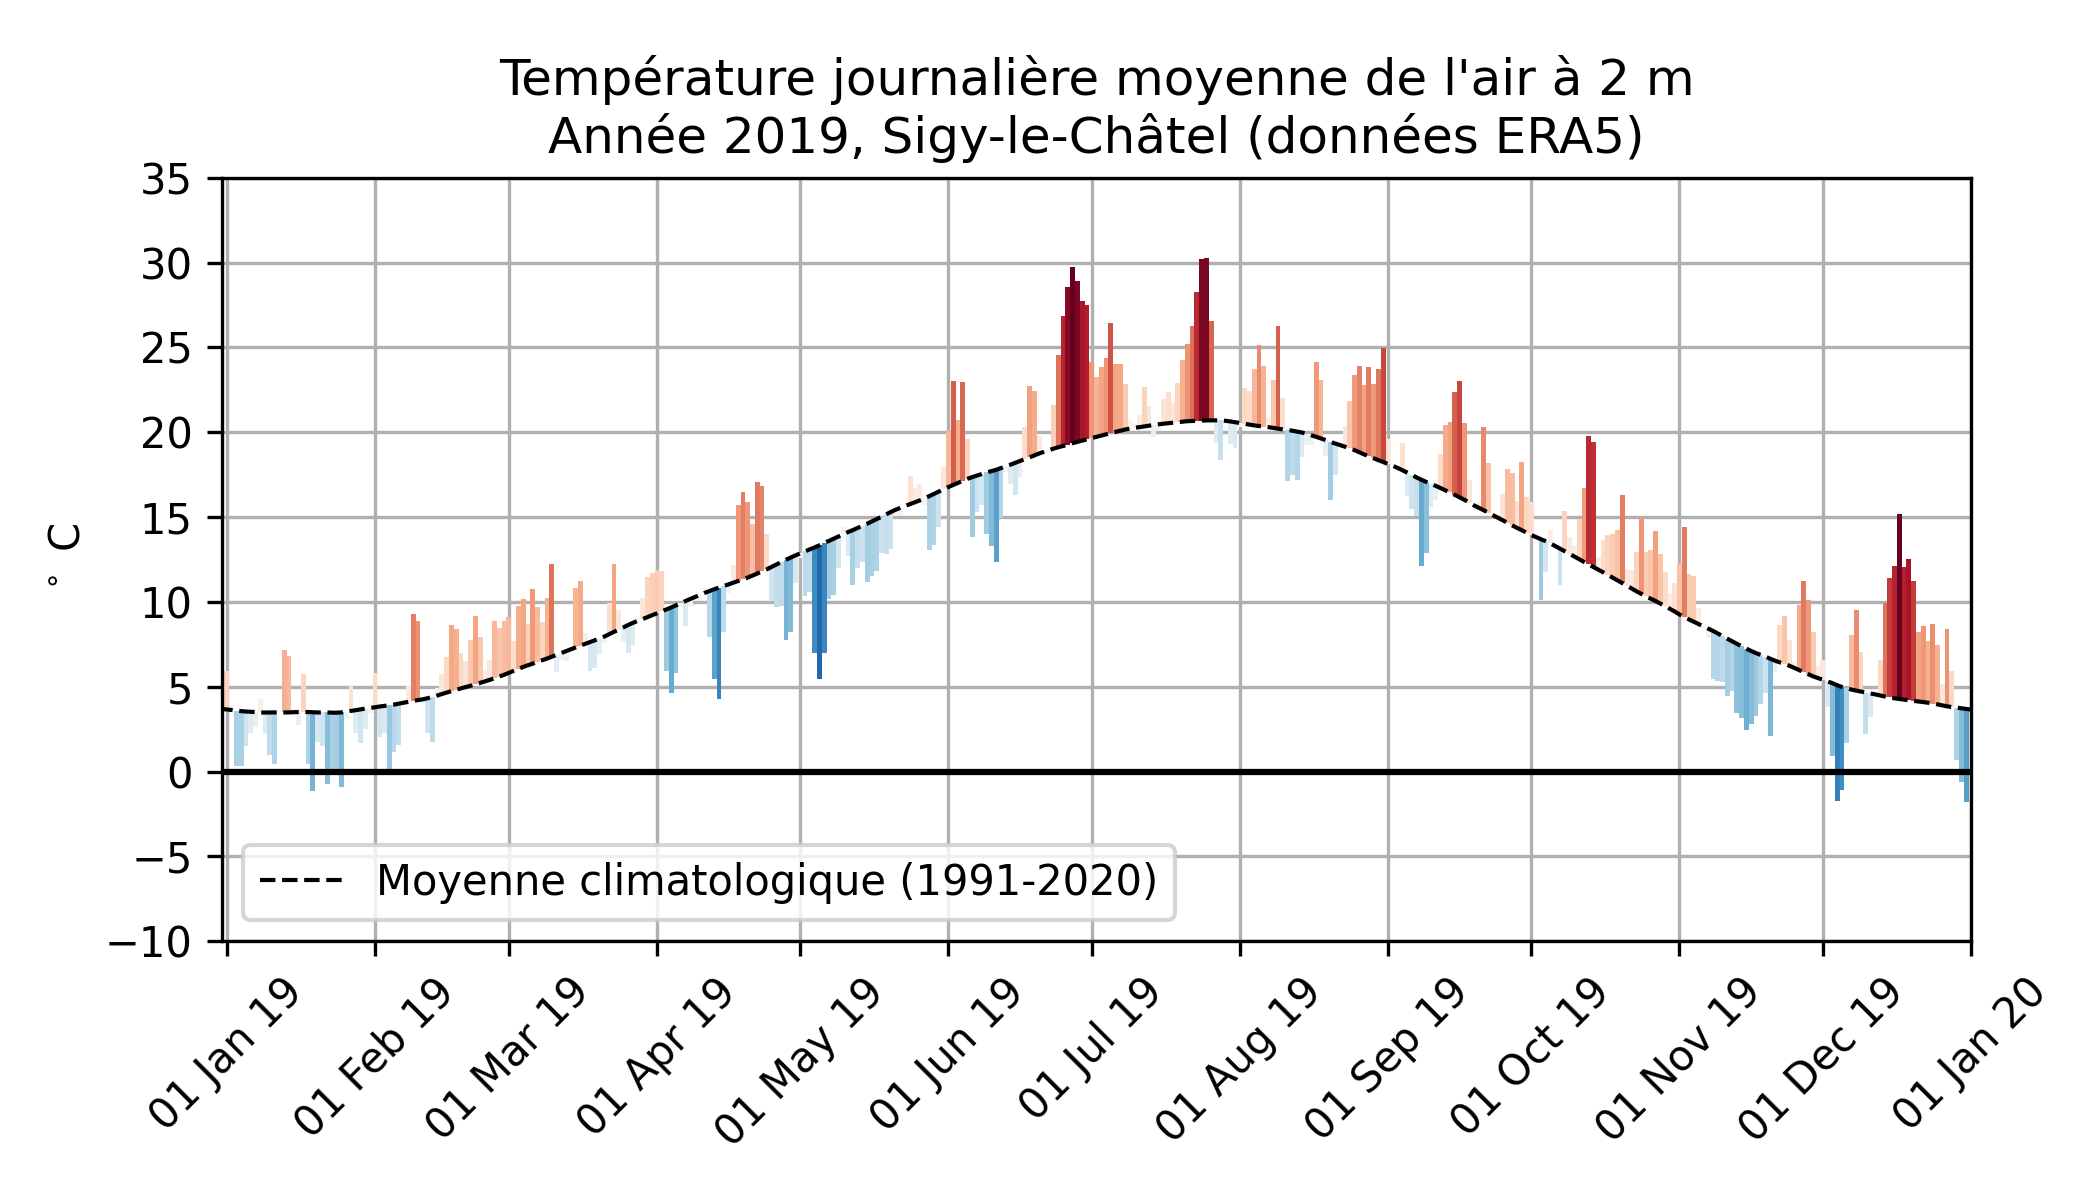 Température journalière moyenne de l'air à 2 m
Année 2019, Sigy-le-Châtel (données ERA5)
35
30
25
20
15
10
5
0
−5
−10
° C
Moyenne climatologique (1991-2020)
01 Jan 19
01 Feb 19
01 Mar 19
01 Apr 19
01 May 19
01 Jun 19
01 Jul 19
01 Aug 19
01 Sep 19
01 Oct 19
01 Nov 19
01 Dec 19
01 Jan 20